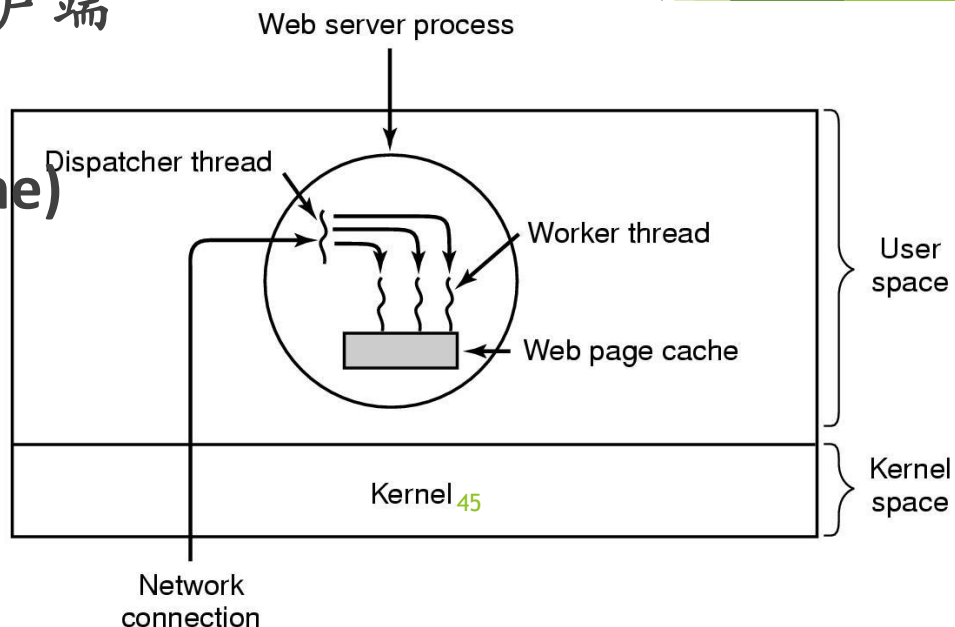 户端
Web server process
Dispatcher thread
he)
Worker thread
User
space
Web page cache
Kernel 45
Kernel
space
Network
connection